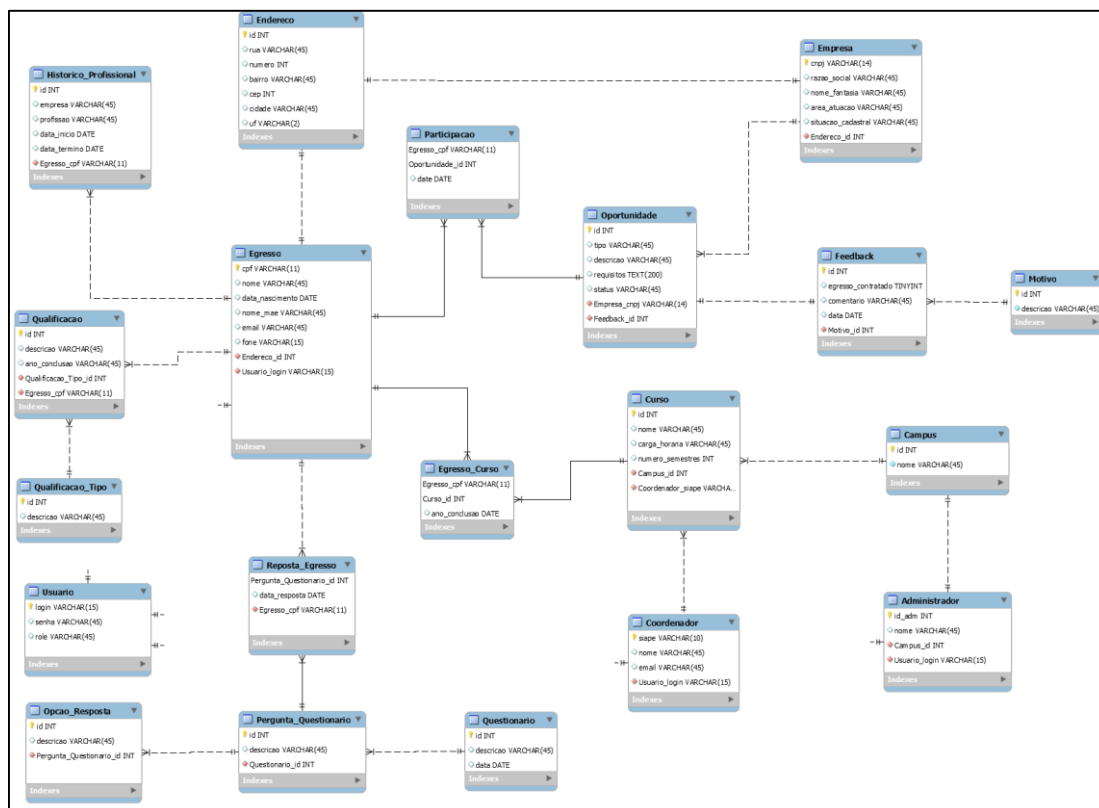 Endereco
id INT
rua VARCHAR(45)
numero INT
bairro VARCHAR(45)
cep INT
cidade VARCHAR(45)
uf VARCHAR(2)
Indexes
Empresa
cnpj VARCHAR(14)
razao_social VARCHAR(45)
nome_fantasia VARCHAR(45)
area_atuacao VARCHAR(45)
situacao_cadastral VARCHAR(45)
Endereco_id INT
Indexes
Historico_Profissional
id INT
empresa VARCHAR(45)
profissao VARCHAR(45)
data_inicio DATE
data_termino DATE
Egresso_cpf VARCHAR(11)
Indexes
Participacao
Egresso_cpf VARCHAR(11)
Oportunidade_id INT
date DATE
Indexes
Oportunidade
id INT
tipo VARCHAR(45)
descricao VARCHAR(45)
requisitos TEXT(200)
status VARCHAR(45)
Empresa_cnpj VARCHAR(14)
Feedback_id INT
Indexes
Feedback
id INT
egresso_contratado TINYINT
comentario VARCHAR(45)
data DATE
Motivo_id INT
Indexes
Motivo
id INT
descricao VARCHAR(45)
Indexes
Egresso
cpf VARCHAR(11)
nome VARCHAR(45)
data_nascimento DATE
nome_mae VARCHAR(45)
email VARCHAR(45)
fone VARCHAR(15)
Endereco_id INT
Usuario_login VARCHAR(15)
Indexes
Qualificacao
id INT
descricao VARCHAR(45)
ano_conclusao VARCHAR(45)
Qualificacao_Tipo_id INT
Egresso_cpf VARCHAR(11)
Indexes
Qualificacao_Tipo
id INT
descricao VARCHAR(45)
Indexes
Egresso_Curso
Egresso_cpf VARCHAR(11)
Curso_id INT
ano_conclusao DATE
Indexes
Curso
id INT
nome VARCHAR(45)
carga_horaria VARCHAR(45)
numero_semestres INT
Campus_id INT
Coordenador_siape VARCHA...
Indexes
Campus
id INT
nome VARCHAR(45)
Indexes
Usuario
login VARCHAR(15)
senha VARCHAR(45)
role VARCHAR(45)
Indexes
Reposta_Egresso
Pergunta_Questionario_id INT
data_resposta DATE
Egresso_cpf VARCHAR(11)
Indexes
Coordenador
siape VARCHAR(10)
nome VARCHAR(45)
email VARCHAR(45)
Usuario_login VARCHAR(15)
Indexes
Administrador
id_adm INT
nome VARCHAR(45)
Campus_id INT
Usuario_login VARCHAR(15)
Indexes
Opcao_Resposta
id INT
descricao VARCHAR(45)
Pergunta_Questionario_id INT
Indexes
Pergunta_Questionario
id INT
descricao VARCHAR(45)
Questionario_id INT
Indexes
Questionario
id INT
descricao VARCHAR(45)
data DATE
Indexes